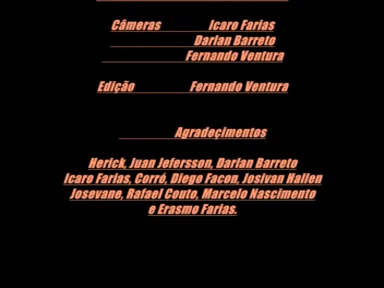 Câmeras Icaro Farias
Darlan Barreto
Fernando Ventura
Edição Fernando Ventura
Agradeçimentos
Herick, Juan Jefersson, Darlan Barreto
Icaro Farias, Corró, Diego Facon, Josivan Hallen
Josevane, Rafael Couto, Marcelo Nascimento
e Erasmo Farias.